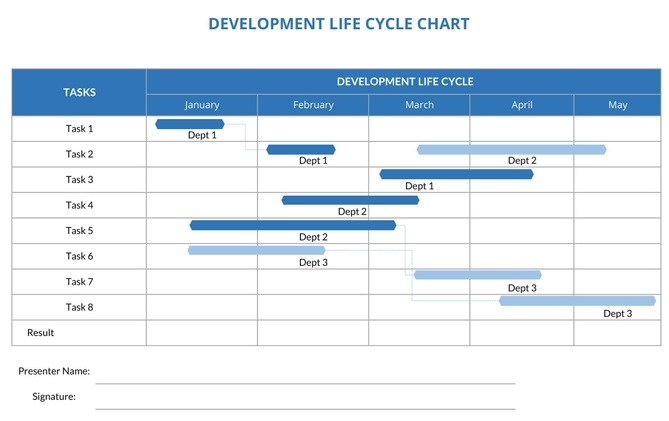 DEVELOPMENT LIFE CYCLE CHART
TASKS
DEVELOPMENT LIFE CYCLE
January February March April May
Task 1
Dept 1
Task 2
Dept 1 Dept 2
Task 3
Dept 1
Task 4
Dept 2
Task 5
Dept 2
Task 6
Dept 3
Task 7
Dept 3
Task 8
Dept 3
Result
Presenter Name:
Signature: